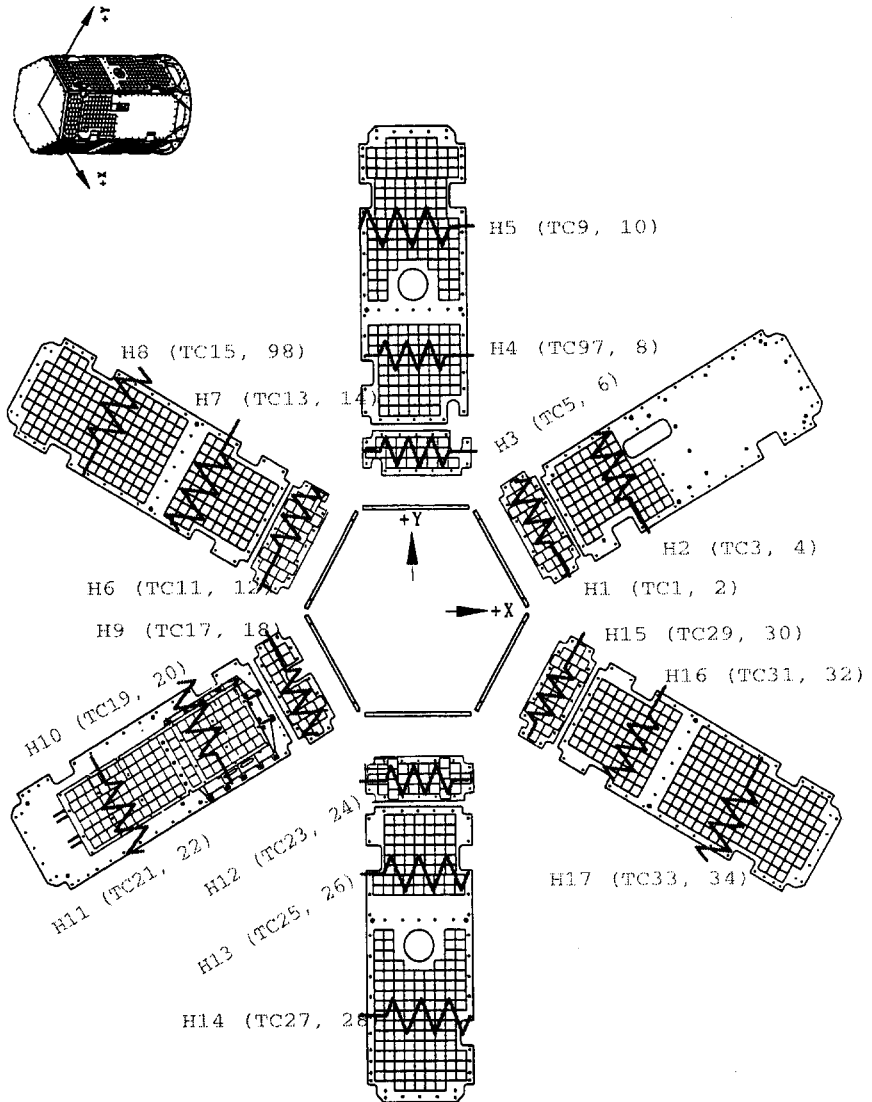 +Y
+X
H5 (TC9, 10)
H8 (TC15, 98)
H4 (TC97, 8)
H7 (TC13, 14)
H3 (TC5, 6)
+Y
H2 (TC3, 4)
H6 (TC11, 12)
H1 (TC1, 2)
+X
H9 (TC17, 18)
H15 (TC29, 30)
H16 (TC31, 32)
H10 (TC19, 20)
H12 (TC23, 24)
H11 (TC21, 22)
H17 (TC33, 34)
H13 (TC25, 26)
H14 (TC27, 28)